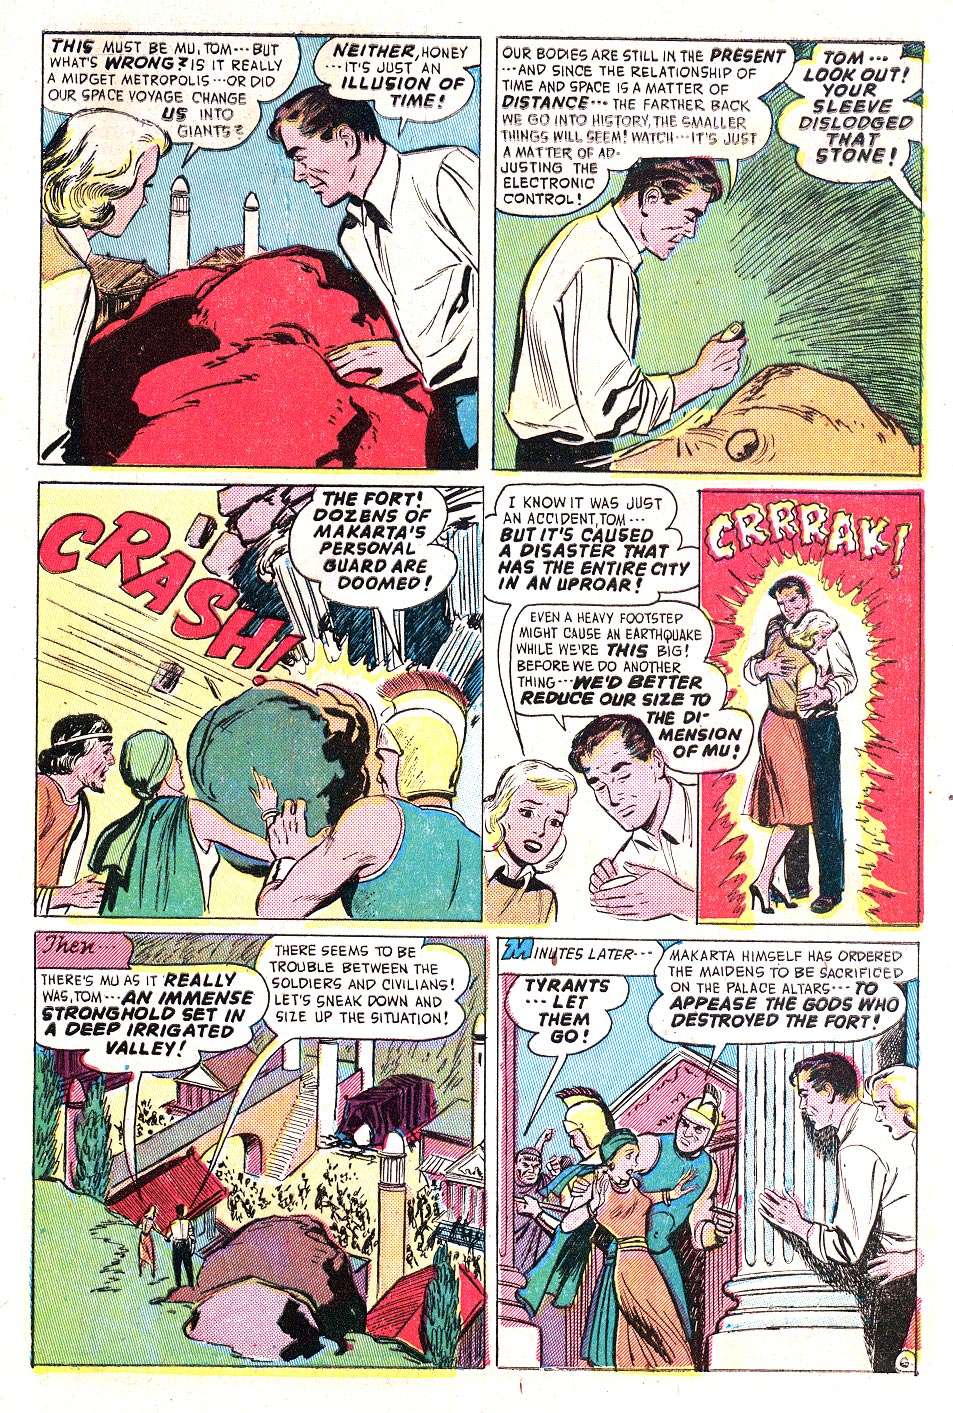 THIS MUST BE MU, TOM--- BUT
WHAT'S WRONG? IS IT REALLY
A MIDGET METROPOLIS---OR DID
OUR SPACE VOYAGE CHANGE
US INTO
GIANTS?
NEITHER, HONEY
---IT'S JUST AN
ILLUSION OF
TIME!
OUR BODIES ARE STILL IN THE PRESENT
---AND SINCE THE RELATIONSHIP OF
TIME AND SPACE IS A MATTER OF
DISTANCE--- THE FARTHER BACK
WE GO INTO HISTORY, THE SMALLER
THINGS WILL SEEM! WATCH---IT'S JUST
A MATTER OF AD-
JUSTING THE
ELECTRONIC
CONTROL!
TOM---
LOOK OUT!
YOUR
SLEEVE
DISLODGED
THAT
STONE!
CRASH!
THE FORT!
DOZENS OF
MAKARTA'S
PERSONAL
GUARD ARE
DOOMED!
I KNOW IT WAS JUST
AN ACCIDENT, TOM---
BUT IT'S CAUSED
A DISASTER THAT
HAS THE ENTIRE CITY
IN AN UPROAR!
EVEN A HEAVY FOOTSTEP
MIGHT CAUSE AN EARTHQUAKE
WHILE WE'RE THIS BIG!
BEFORE WE DO ANOTHER
THING---WE'D BETTER
REDUCE OUR SIZE TO
THE DI-
MENSION
OF MU!
CRRRRAK!
Then---
THERE'S MU AS IT REALLY
WAS, TOM---AN IMMENSE
STRONGHOLD SET IN
A DEEP IRRIGATED
VALLEY!
THERE SEEMS TO BE
TROUBLE BETWEEN THE
SOLDIERS AND CIVILIANS!
LET'S SNEAK DOWN AND
SIZE UP THE SITUATION!
MINUTES LATER---
TYRANTS
---LET
THEM
GO!
MAKARTA HIMSELF HAS ORDERED
THE MAIDENS TO BE SACRIFICED
ON THE PALACE ALTARS---TO
APPEASE THE GODS WHO
DESTROYED THE FORT!
6